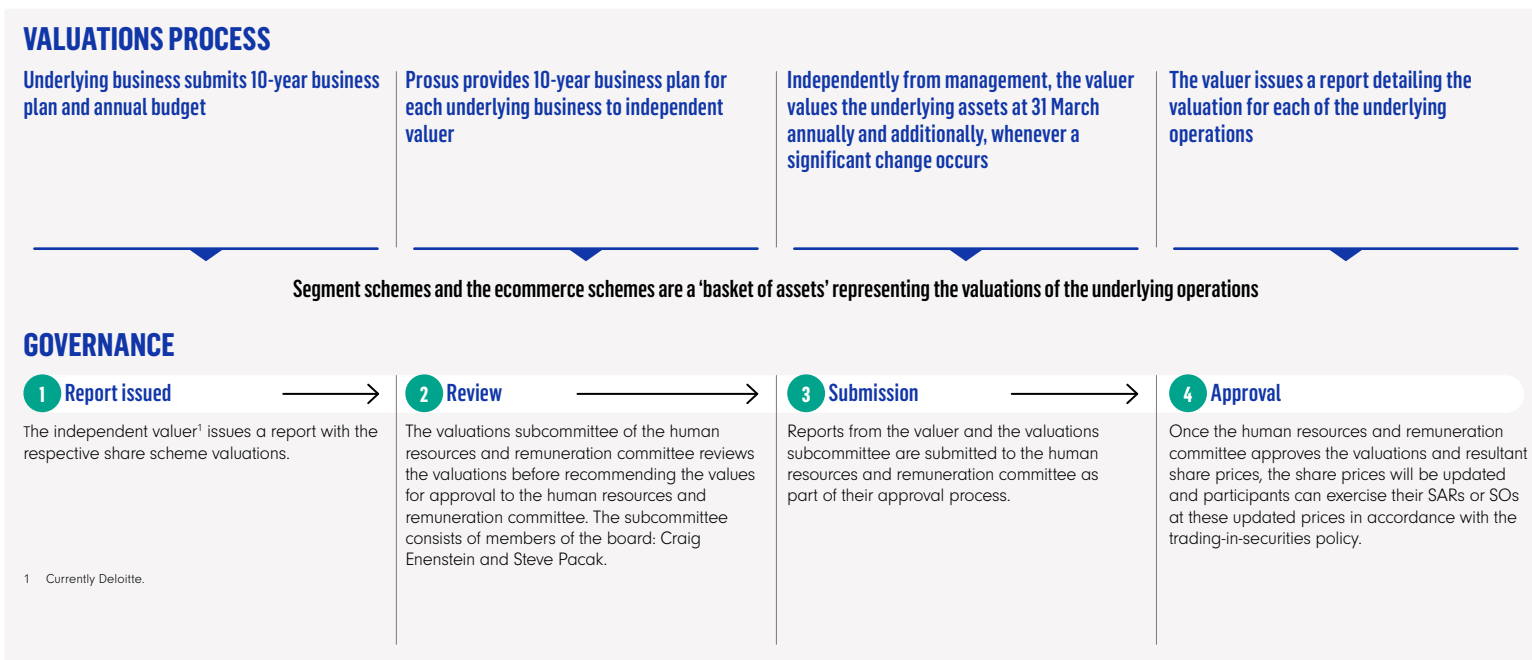 VALUATIONS PROCESS
Underlying business submits 10-year business
plan and annual budget
Prosus provides 10-year business plan for
each underlying business to independent
valuer
Independently from management, the valuer
values the underlying assets at 31 March
annually and additionally, whenever a
significant change occurs
The valuer issues a report detailing the
valuation for each of the underlying
operations
Segment schemes and the ecommerce schemes are a ‘basket of assets’ representing the valuations of the underlying operations
GOVERNANCE
1 Report issued
The independent valuer¹ issues a report with the
respective share scheme valuations.
2 Review
The valuations subcommittee of the human
resources and remuneration committee reviews
the valuations before recommending the values
for approval to the human resources and
remuneration committee. The subcommittee
consists of members of the board: Craig
Enenstein and Steve Pacak.
3 Submission
Reports from the valuer and the valuations
subcommittee are submitted to the human
resources and remuneration committee as
part of their approval process.
4 Approval
Once the human resources and remuneration
committee approves the valuations and resultant
share prices, the share prices will be updated
and participants can exercise their SARs or SOs
at these updated prices in accordance with the
trading-in-securities policy.
1 Currently Deloitte.